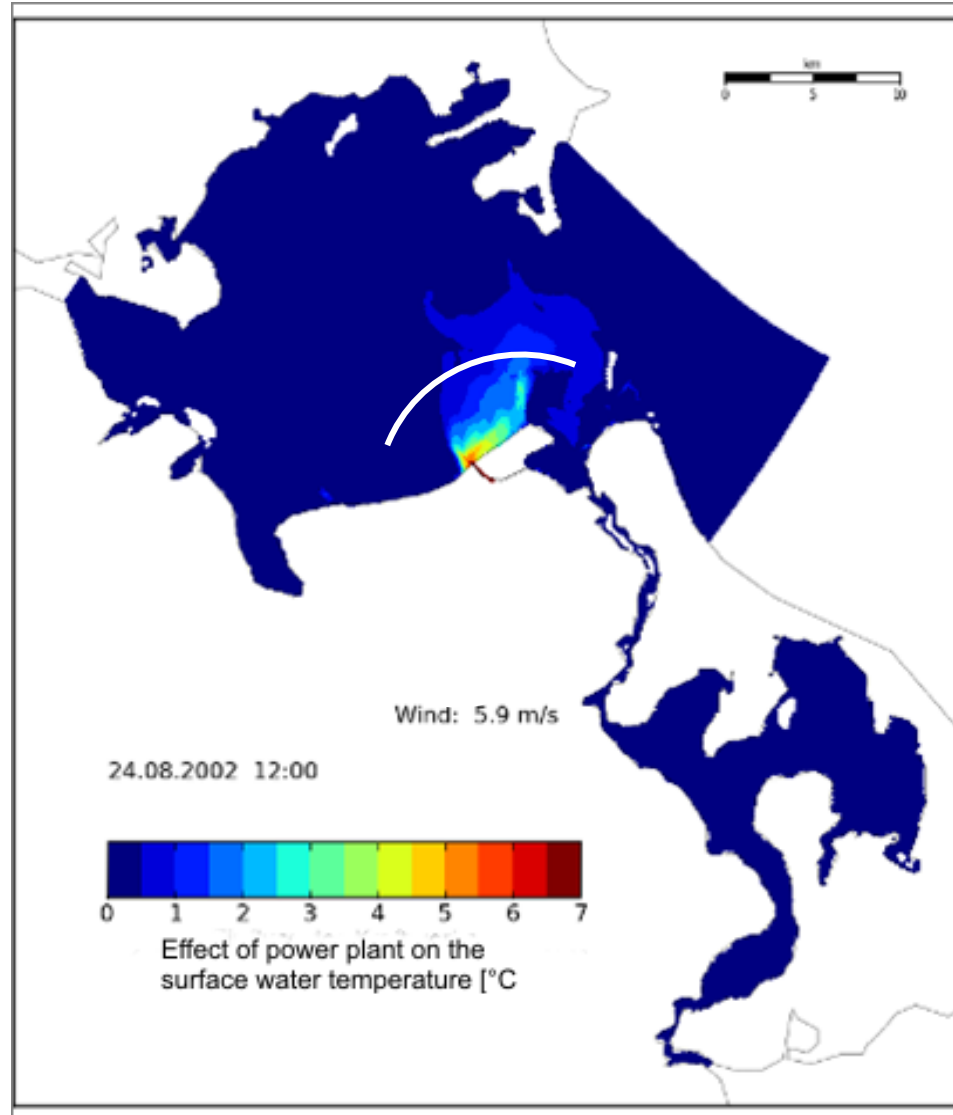 km
0 5 10
Wind: 5.9 m/s
24.08.2002 12:00
0 1 2 3 4 5 6 7
Effect of power plant on the
surface water temperature [°C